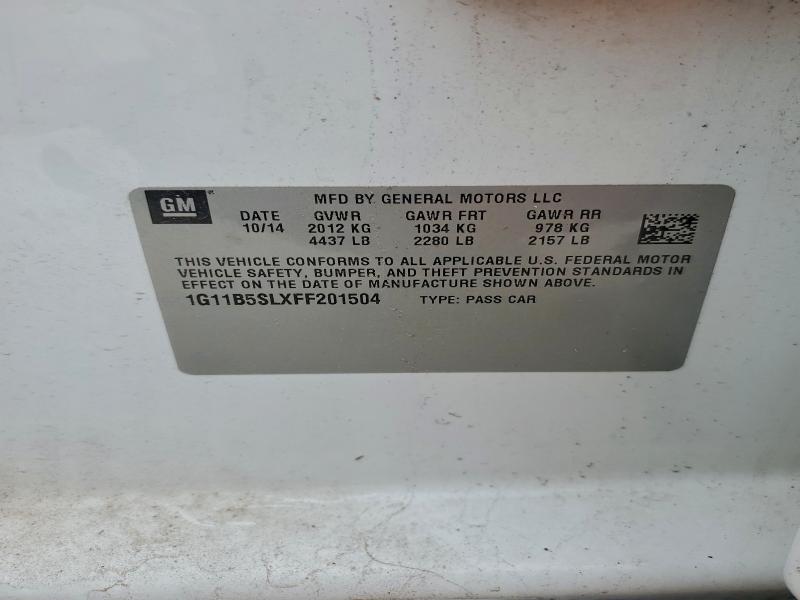 GM
MFD BY GENERAL MOTORS LLC
DATE GVWR GAWR FRT GAWR RR
10/14 2012 KG 1034 KG 978 KG
4437 LB 2280 LB 2157 LB
THIS VEHICLE CONFORMS TO ALL APPLICABLE U.S. FEDERAL MOTOR
VEHICLE SAFETY, BUMPER, AND THEFT PREVENTION STANDARDS IN
EFFECT ON THE DATE OF MANUFACTURE SHOWN ABOVE.
1G11B5SLXFF201504 TYPE: PASS CAR